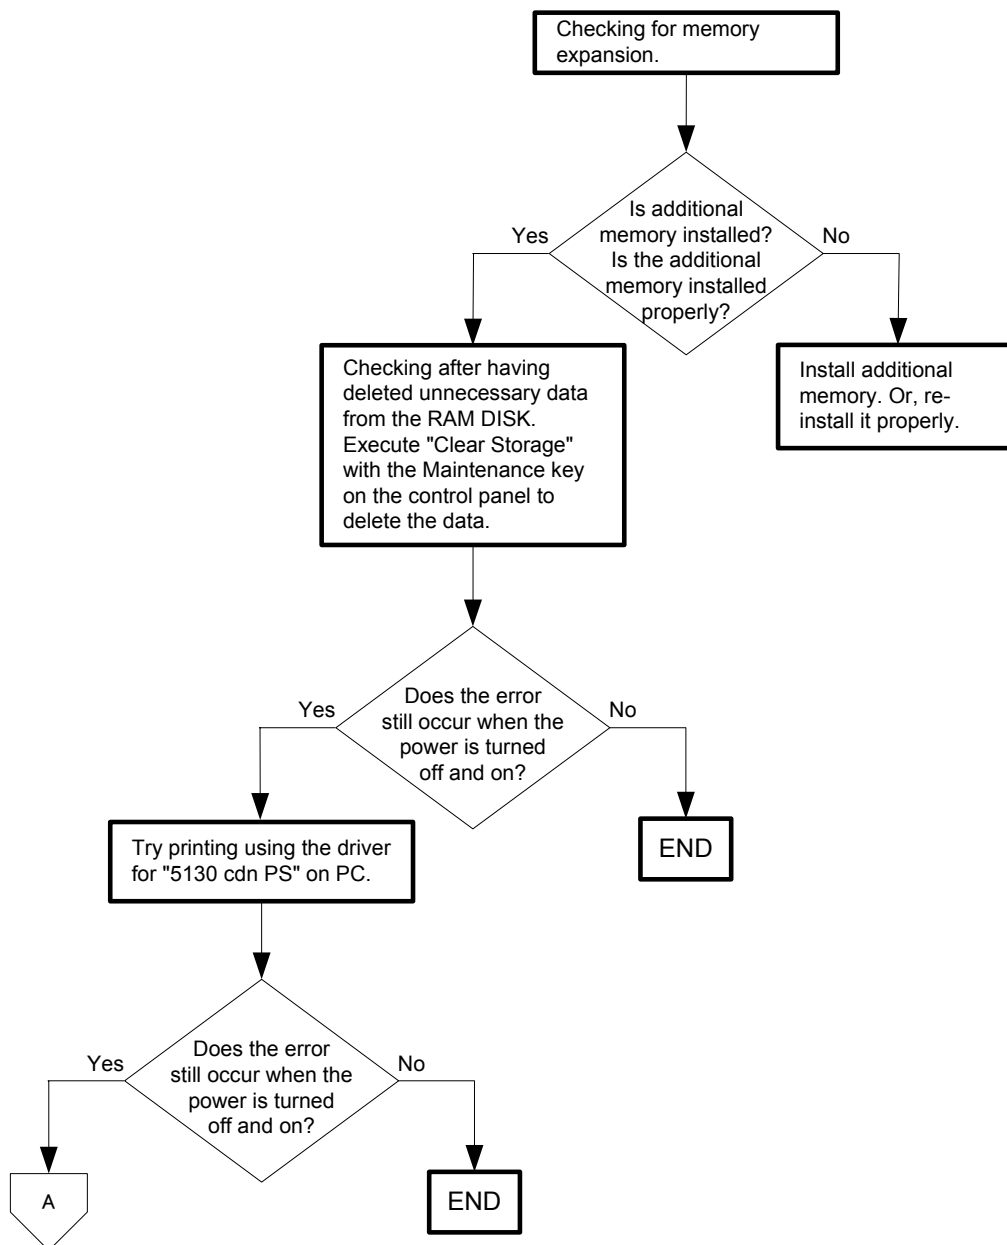 Checking for memory
expansion.
Is additional
memory installed?
Is the additional
memory installed
properly?
Yes
No
Checking after having
deleted unnecessary data
from the RAM DISK.
Execute "Clear Storage"
with the Maintenance key
on the control panel to
delete the data.
Install additional
memory. Or, re-
install it properly.
Does the error
still occur when the
power is turned
off and on?
Yes
No
Try printing using the driver
for "5130 cdn PS" on PC.
END
Does the error
still occur when the
power is turned
off and on?
Yes
No
A
END